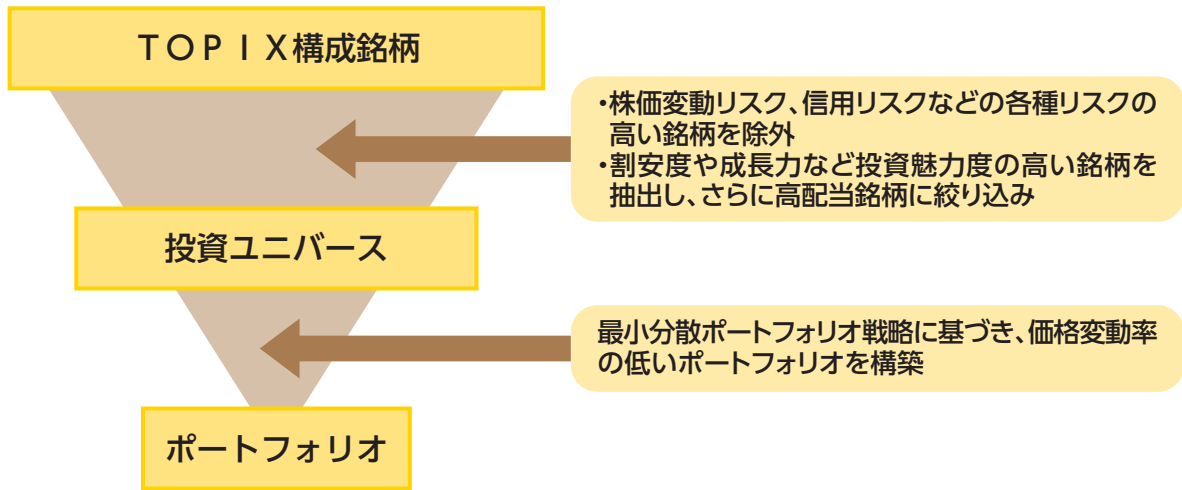 ＴＯＰＩＸ構成銘柄
・株価変動リスク、信用リスクなどの各種リスクの
高い銘柄を除外
・割安度や成長力など投資魅力度の高い銘柄を
抽出し、さらに高配当銘柄に絞り込み
投資ユニバース
最小分散ポートフォリオ戦略に基づき、価格変動率
の低いポートフォリオを構築
ポートフォリオ